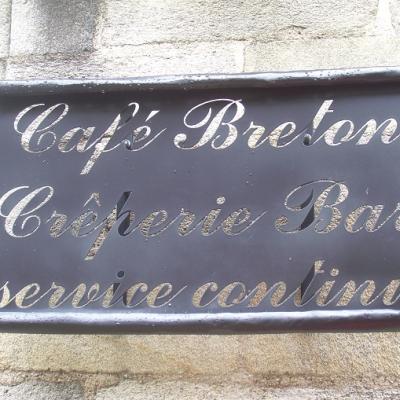 Café Breton
Crêperie Bar
service continu